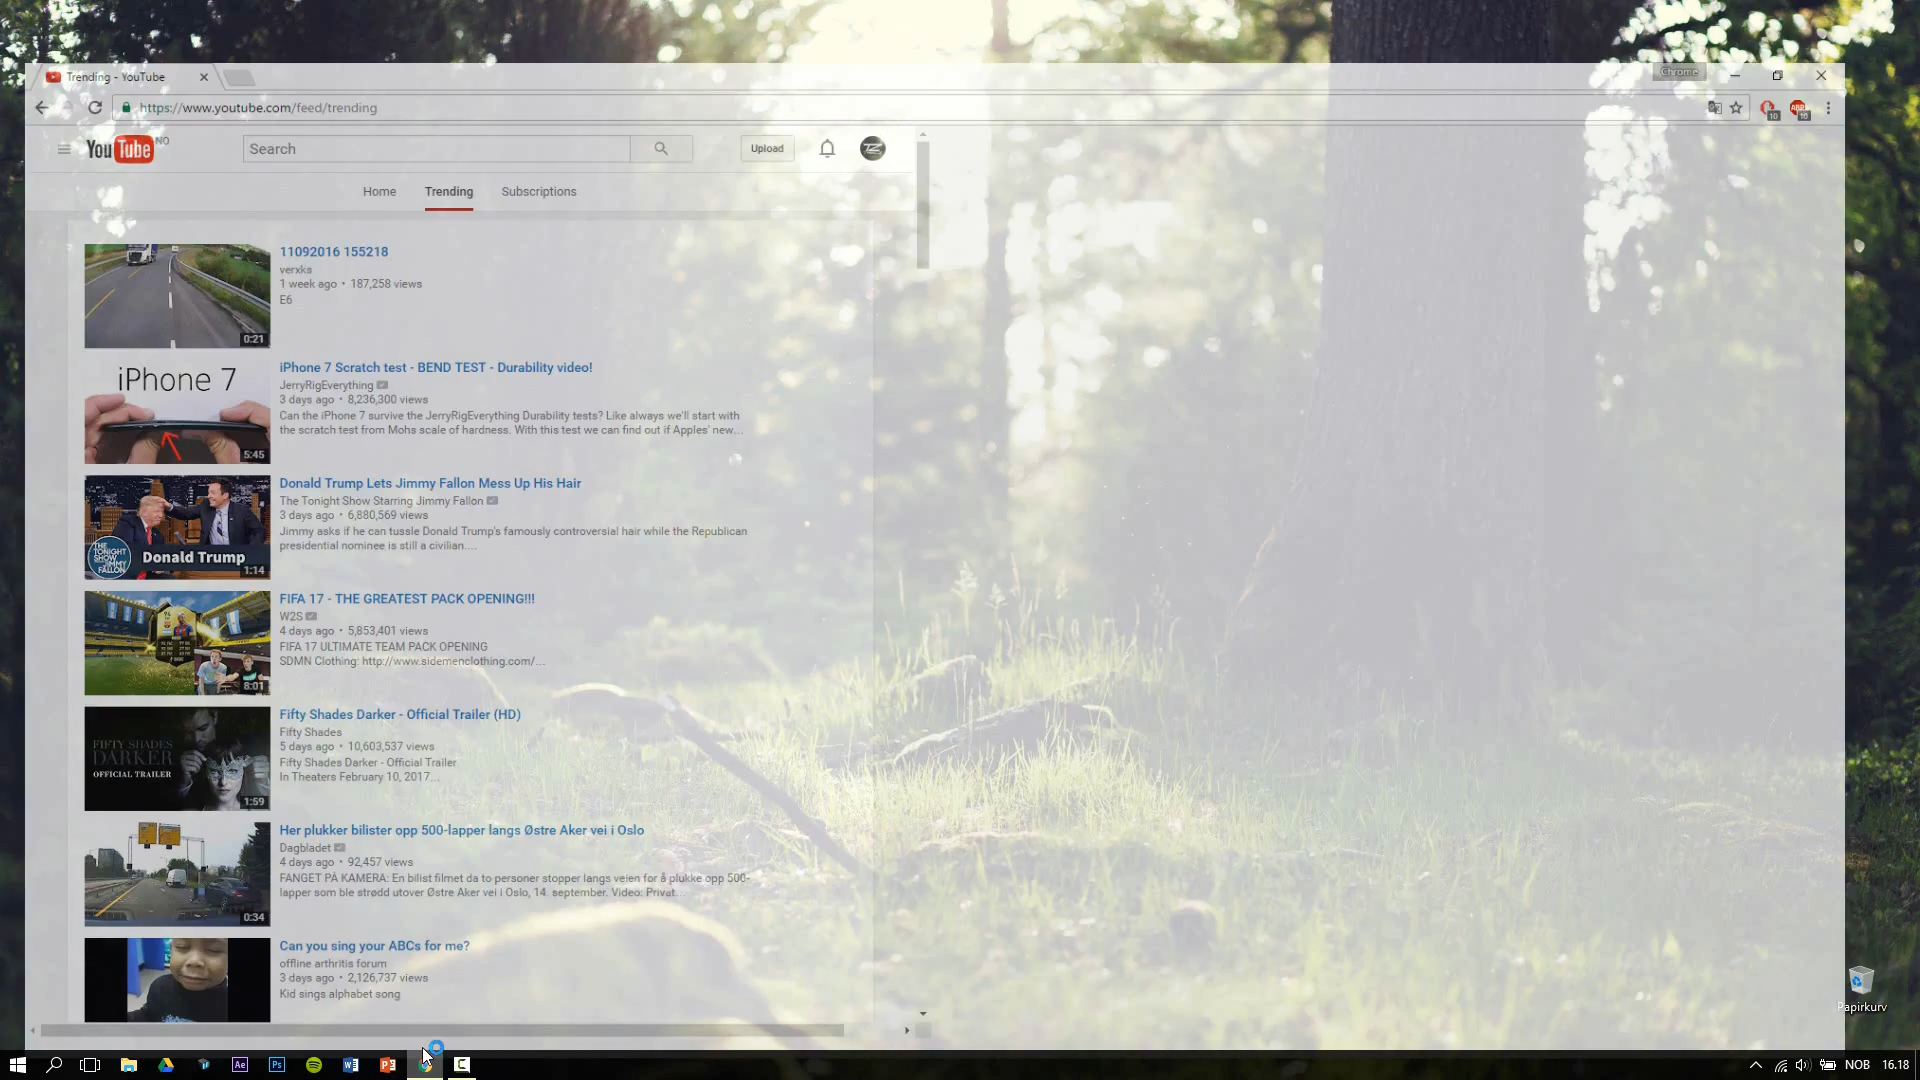 Trending - YouTube
Chrome
https://www.youtube.com/feed/trending
10
ABP
10
YouTube NO
Search
Upload
Home
Trending
Subscriptions
11092016 155218
verxks
1 week ago • 187,258 views
E6
0:21
iPhone 7
5:45
iPhone 7 Scratch test - BEND TEST - Durability video!
JerryRigEverything
3 days ago • 8,236,300 views
Can the iPhone 7 survive the JerryRigEverything Durability tests? Like always we'll start with
the scratch test from Mohs scale of hardness. With this test we can find out if Apples' new...
THE TONIGHT SHOW JIMMY FALLON
Donald Trump
1:14
Donald Trump Lets Jimmy Fallon Mess Up His Hair
The Tonight Show Starring Jimmy Fallon
3 days ago • 6,880,569 views
Jimmy asks if he can tussle Donald Trump's famously controversial hair while the Republican
presidential nominee is still a civilian....
8:01
FIFA 17 - THE GREATEST PACK OPENING!!!
W2S
4 days ago • 5,853,401 views
FIFA 17 ULTIMATE TEAM PACK OPENING
SDMN Clothing: http://www.sidemenclothing.com/...
FIFTY SHADES
DARKER
OFFICIAL TRAILER
1:59
Fifty Shades Darker - Official Trailer (HD)
Fifty Shades
5 days ago • 10,603,537 views
Fifty Shades Darker - Official Trailer
In Theaters February 10, 2017...
0:34
Her plukker bilister opp 500-lapper langs Østre Aker vei i Oslo
Dagbladet
4 days ago • 92,457 views
FANGET PÅ KAMERA: En bilist filmet da to personer stopper langs veien for å plukke opp 500-
lapper som ble strødd utover Østre Aker vei i Oslo, 14. september. Video: Privat...
Can you sing your ABCs for me?
offline arthritis forum
3 days ago • 2,126,737 views
Kid sings alphabet song
Papirkurv
Ae
Ps
NOB
16.18